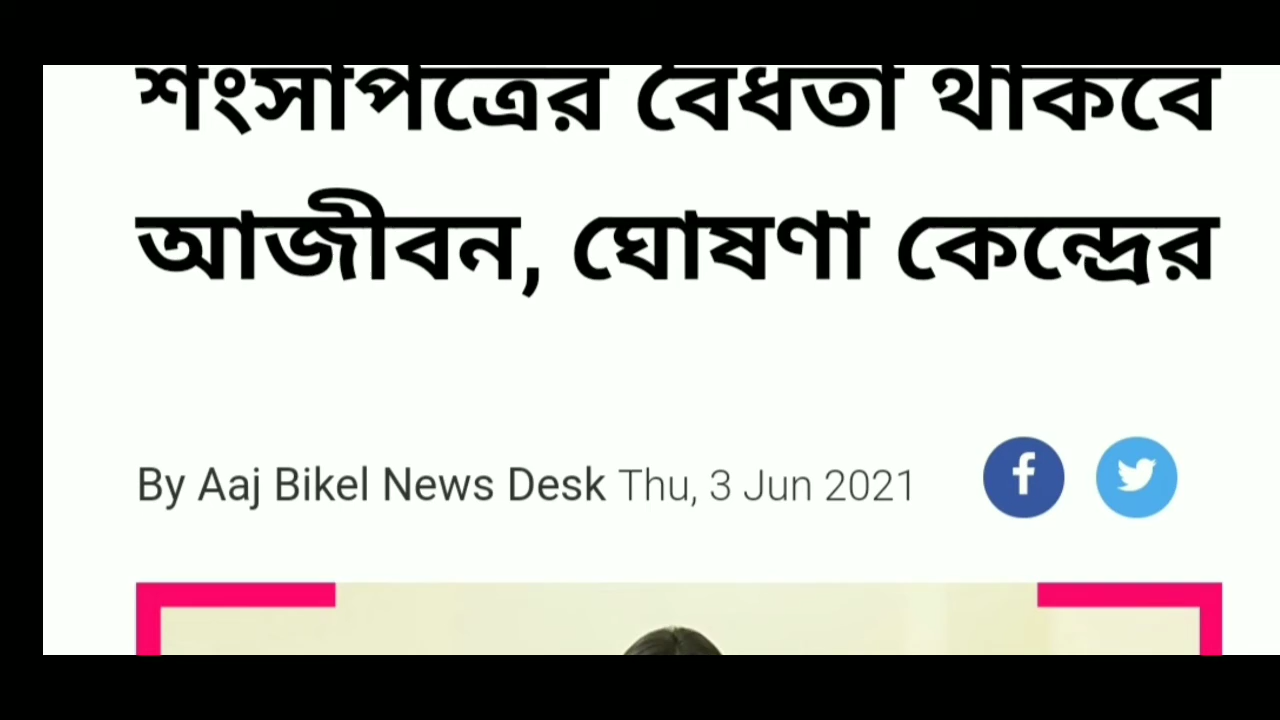 শংসাপত্রের বৈধতা থাকবে
আজীবন, ঘোষণা কেন্দ্রের
By Aaj Bikel News Desk Thu, 3 Jun 2021